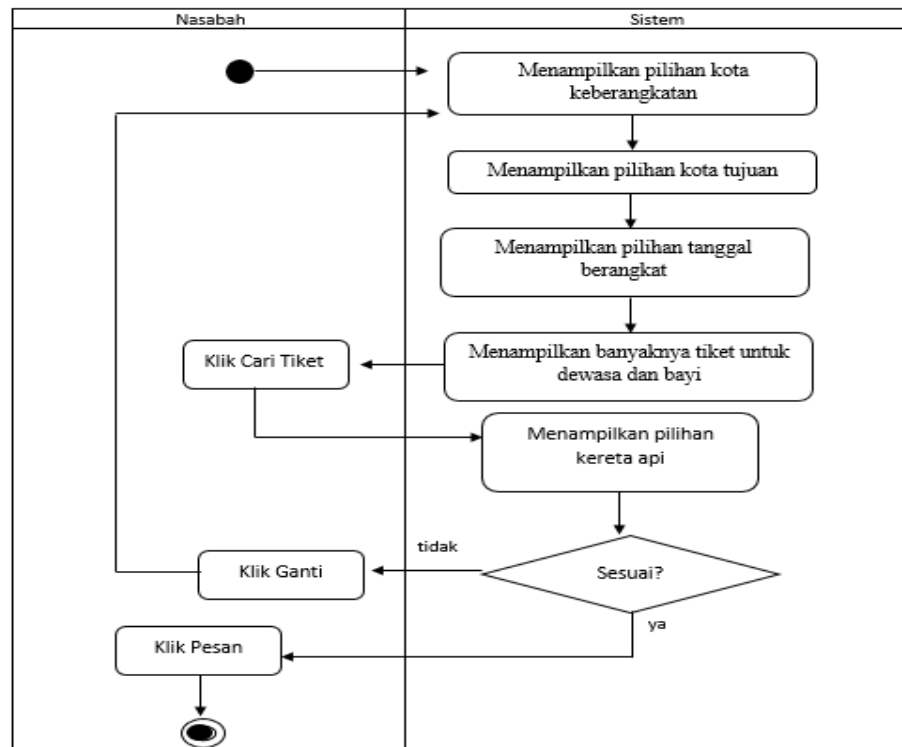 Nasabah
Sistem
Menampilkan pilihan kota
keberangkatan
Menampilkan pilihan kota tujuan
Menampilkan pilihan tanggal
berangkat
Menampilkan banyaknya tiket untuk
dewasa dan bayi
Klik Cari Tiket
Menampilkan pilihan
kereta api
Sesuai?
tidak
Klik Ganti
ya
Klik Pesan